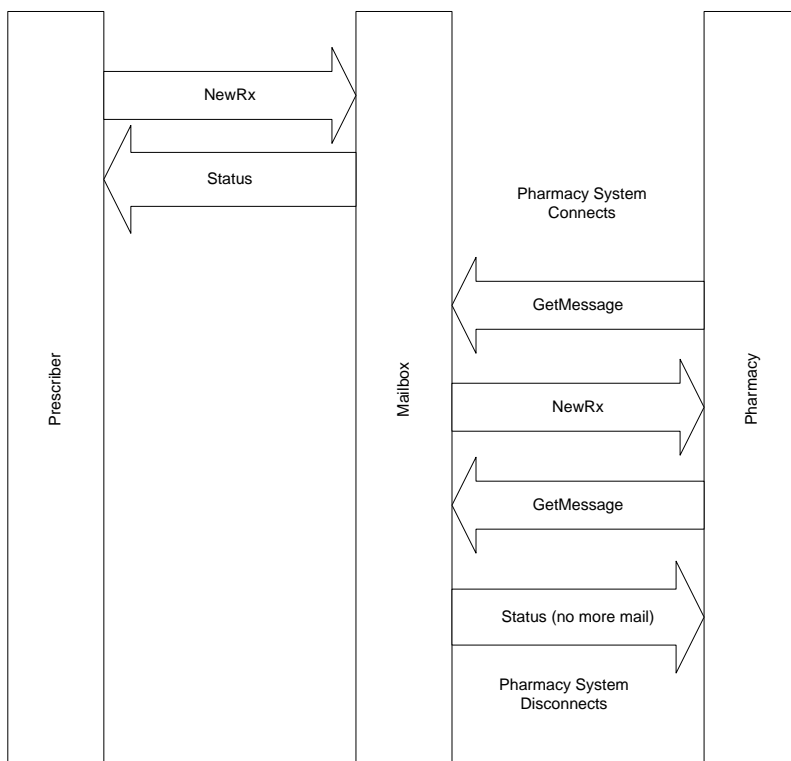 NewRx
Status
Pharmacy System
Connects
GetMessage
Prescriber
Mailbox
Pharmacy
NewRx
GetMessage
Status (no more mail)
Pharmacy System
Disconnects